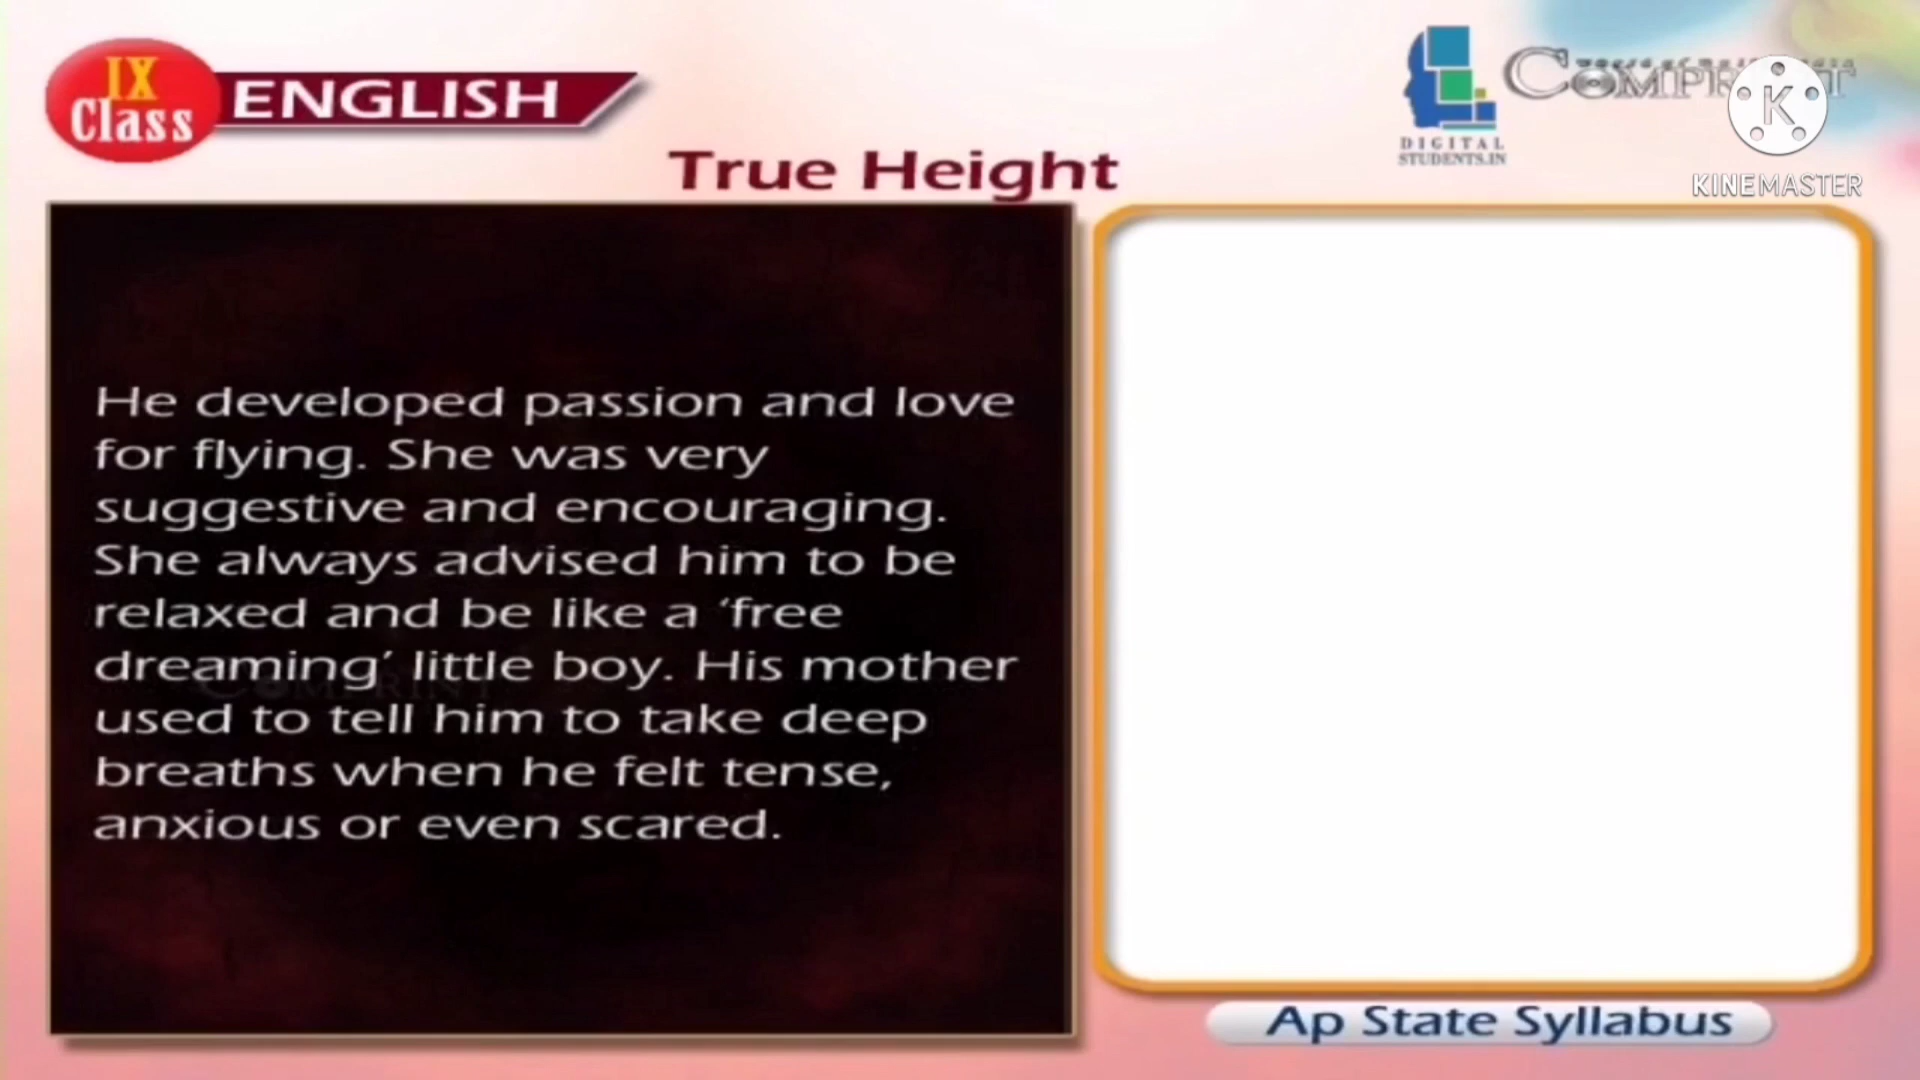 IX
Class
ENGLISH
DIGITAL
STUDENTS.IN
KINEMASTER
True Height
He developed passion and love
for flying. She was very
suggestive and encouraging.
She always advised him to be
relaxed and be like a ‘free
dreaming’ little boy. His mother
used to tell him to take deep
breaths when he felt tense,
anxious or even scared.
Ap State Syllabus